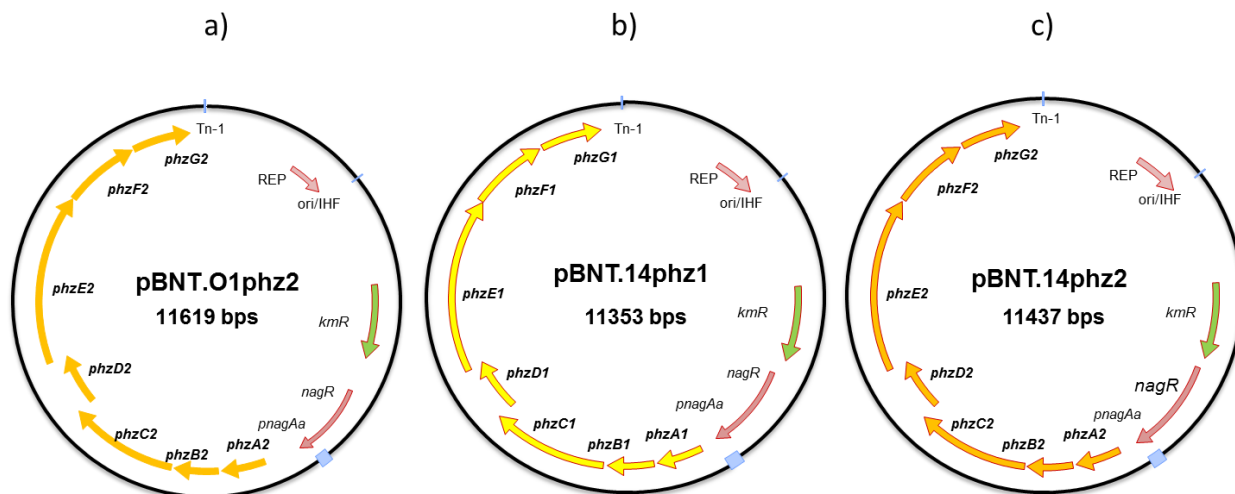 a)
Tn-1
phzG2
phzF2
REP
ori/IHF
pBNT.O1phz2
11619 bps
phzE2
kmR
phzD2
nagR
pnagAa
phzC2
phzA2
phzB2
b)
Tn-1
phzG1
phzF1
REP
ori/IHF
pBNT.14phz1
11353 bps
phzE1
kmR
phzD1
nagR
pnagAa
phzC1
phzA1
phzB1
c)
Tn-1
phzG2
phzF2
REP
ori/IHF
pBNT.14phz2
11437 bps
phzE2
kmR
phzD2
nagR
pnagAa
phzC2
phzA2
phzB2